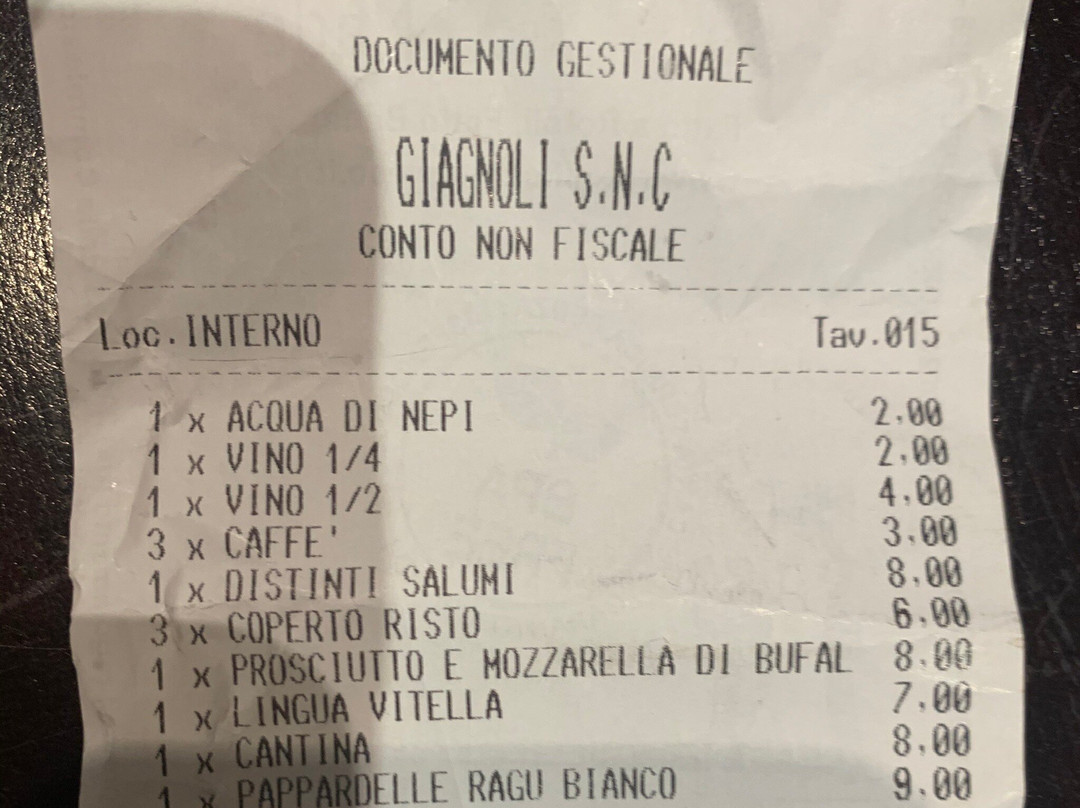 DOCUMENTO GESTIONALE
GIAGNOLI S.N.C
CONTO NON FISCALE
Loc.INTERNO Tav.015
1 x ACQUA DI NEPI 2.00
1 x VINO 1/4 2.00
1 x VINO 1/2 4.00
3 x CAFFE' 3.00
1 x DISTINTI SALUMI 8.00
3 x COPERTO RISTO 6.00
1 x PROSCIUTTO E MOZZARELLA DI BUFAL 8.00
1 x LINGUA VITELLA 7.00
1 x CANTINA 8.00
1 x PAPPARDELLE RAGU BIANCO 9.00